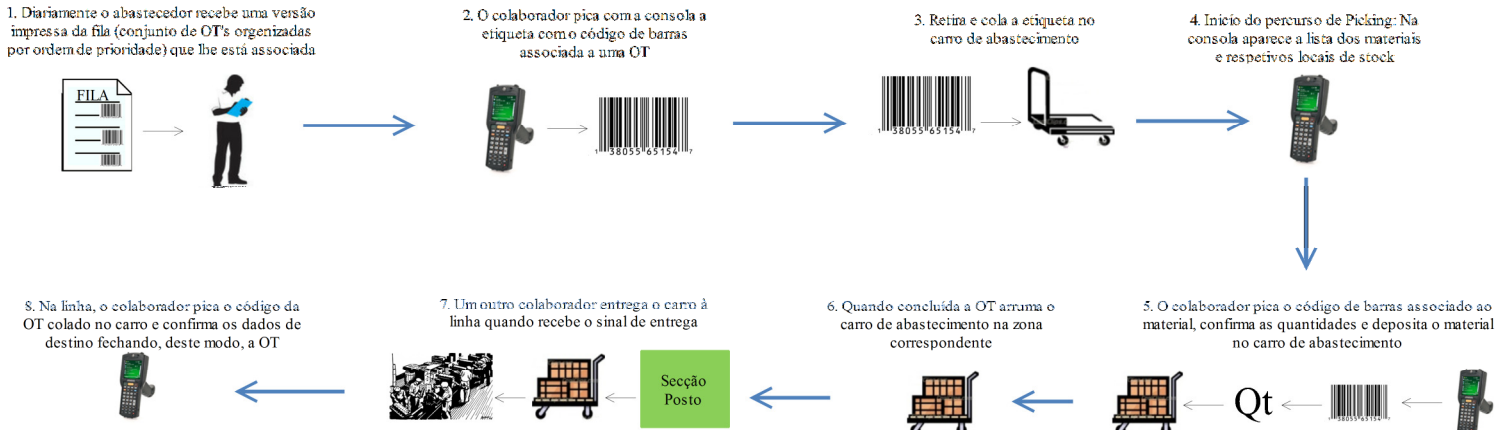 1. Diariamente o abastecedor recebe uma versão
impressa da fila (conjunto de OT's orgenizadas
por ordem de prioridade) que lhe está associada
FILA
2. O colaborador pica com a consola a
etiqueta com o código de barras
associada a uma OT
1 38055 65154 7
3. Retira e cola a etiqueta no
carro de abastecimento
1 38055 65154 7
4. Inicio do percurso de Picking: Na
consola aparece a lista dos materiais
e respetivos locais de stock
5. O colaborador pica o código de barras associado ao
material, confirma as quantidades e deposita o material
no carro de abastecimento
Qt
1 38055 65154 7
6. Quando concluída a OT arruma o
carro de abastecimento na zona
correspondente
7. Um outro colaborador entrega o carro à
linha quando recebe o sinal de entrega
Secção
Posto
8. Na linha, o colaborador pica o código da
OT colado no carro e confirma os dados de
destino fechando, deste modo, a OT